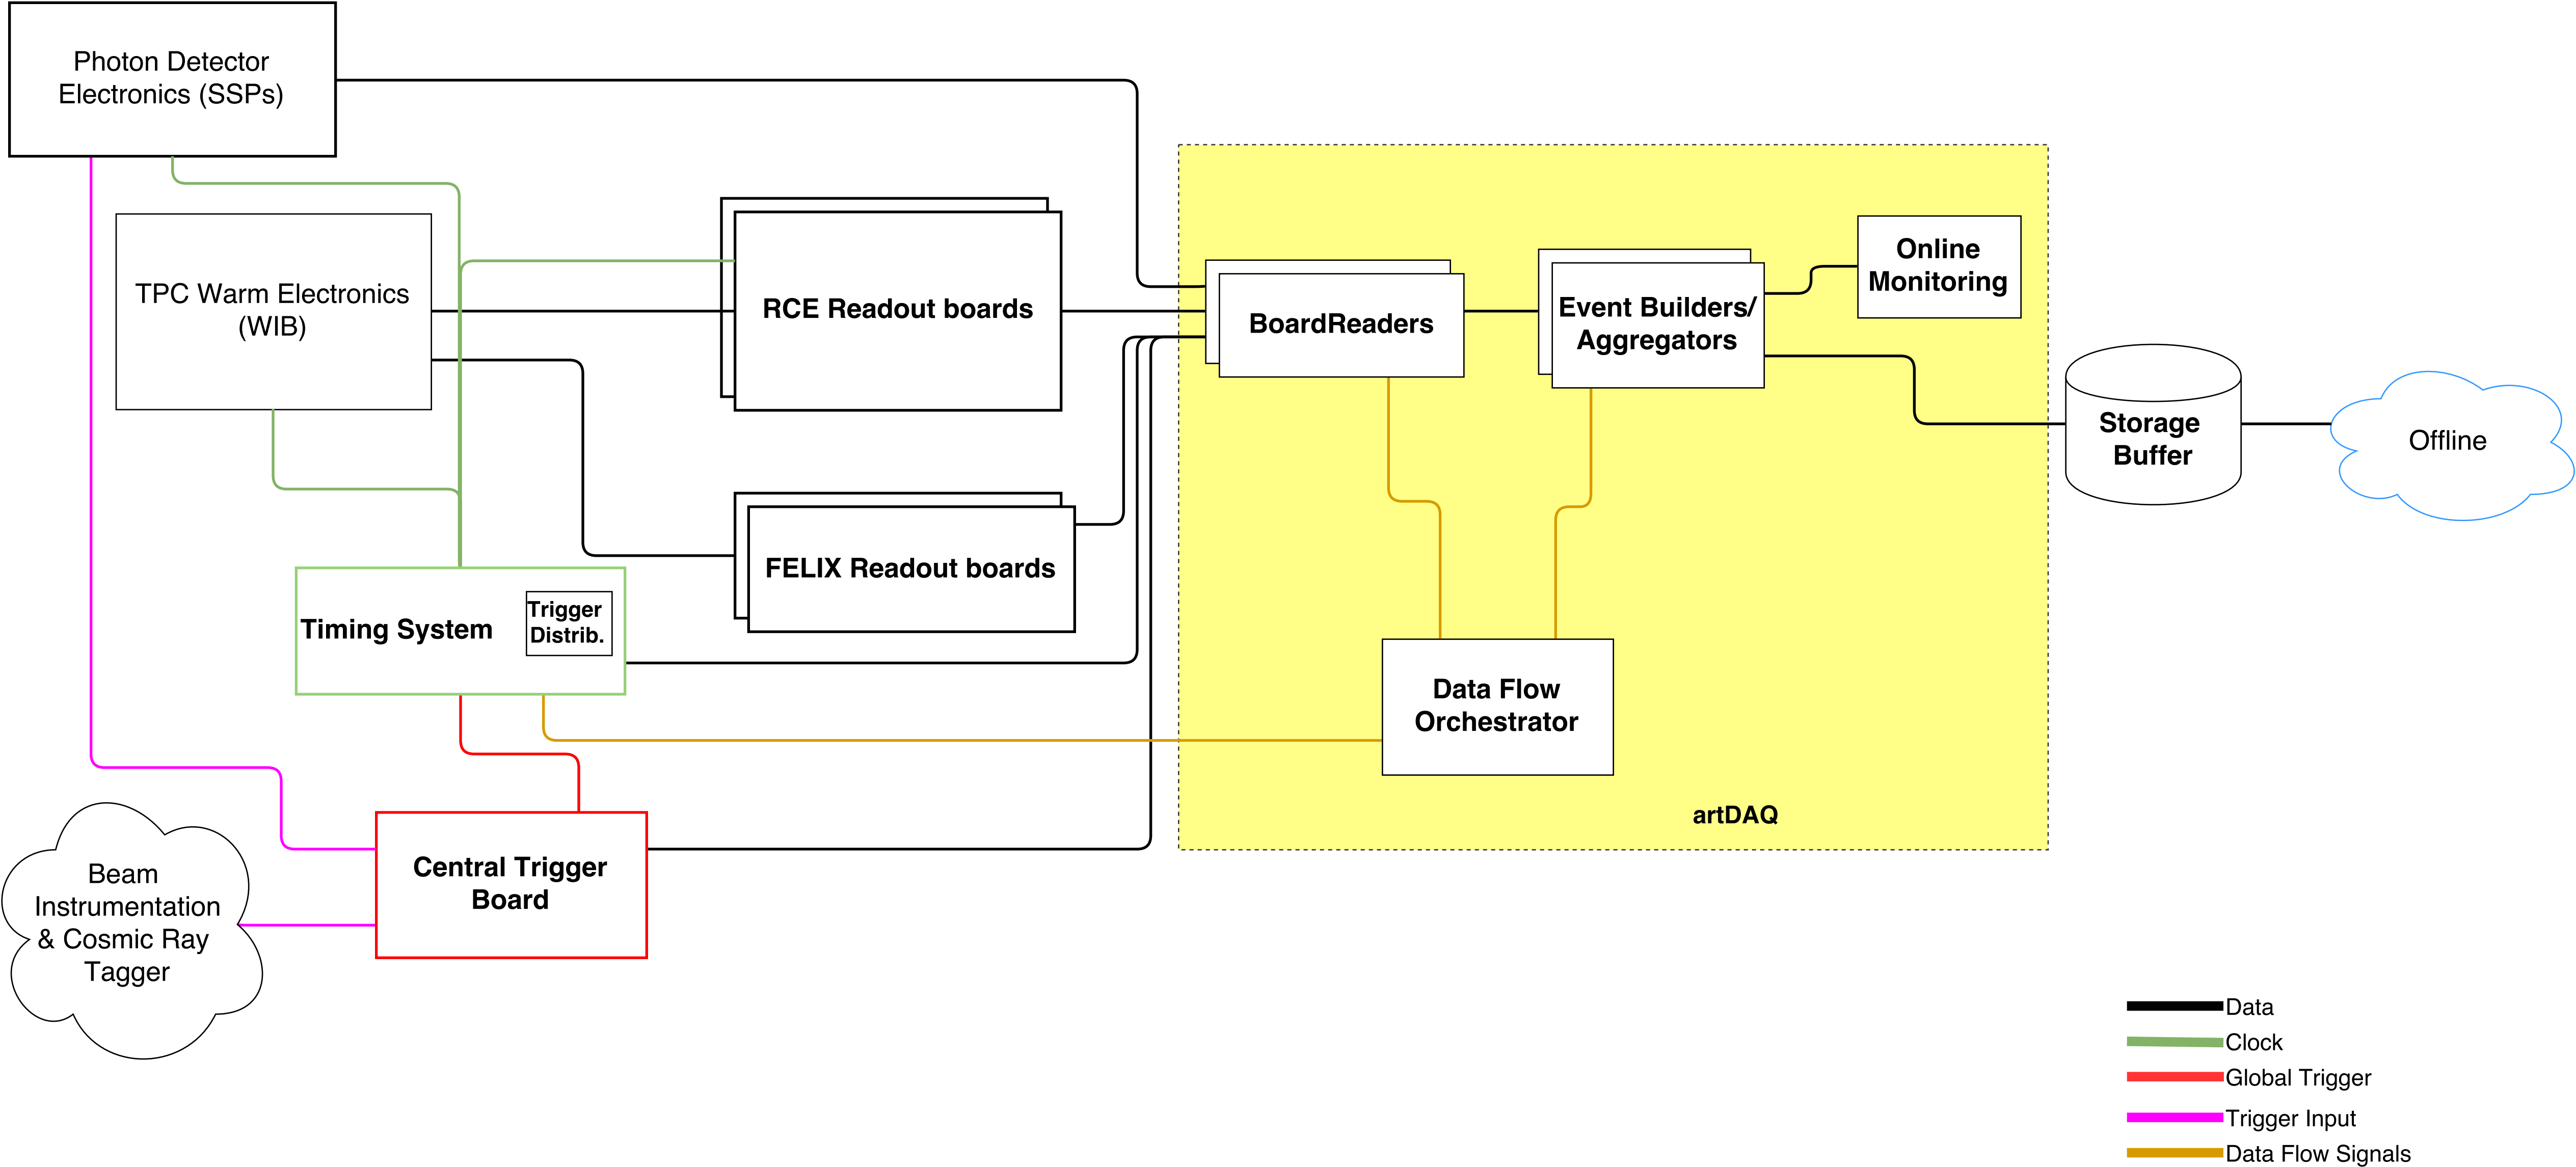 Photon Detector
Electronics (SSPs)
TPC Warm Electronics
(WIB)
RCE Readout boards
FELIX Readout boards
Timing System
Trigger
Distrib.
Central Trigger
Board
Beam
Instrumentation
& Cosmic Ray
Tagger
BoardReaders
Event Builders/
Aggregators
Online
Monitoring
Data Flow
Orchestrator
artDAQ
Storage
Buffer
Offline
Data
Clock
Global Trigger
Trigger Input
Data Flow Signals